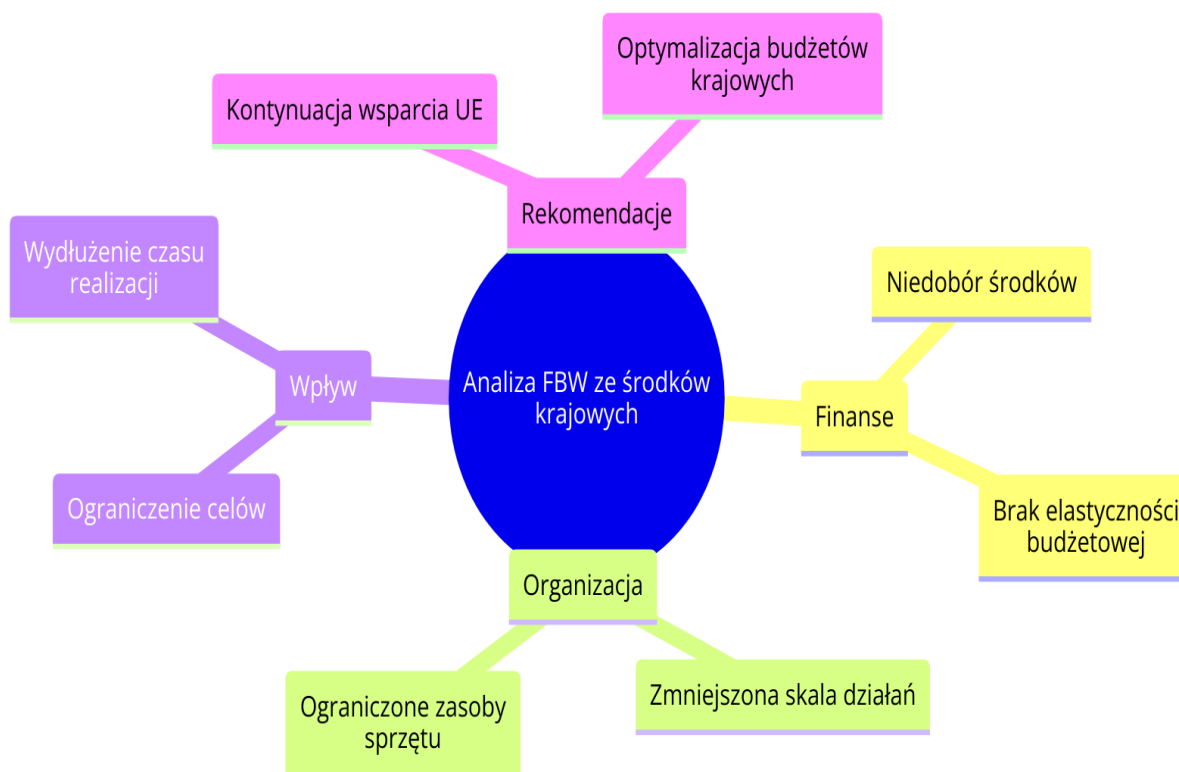 Optymalizacja budżetów
krajowych
Kontynuacja wsparcia UE
Rekomendacje
Wydłużenie czasu
realizacji
Niedobór środków
Wpływ
Analiza FBW ze środków
krajowych
Finanse
Ograniczenie celów
Brak elastyczności
budżetowej
Organizacja
Ograniczone zasoby
sprzętu
Zmniejszona skala działań